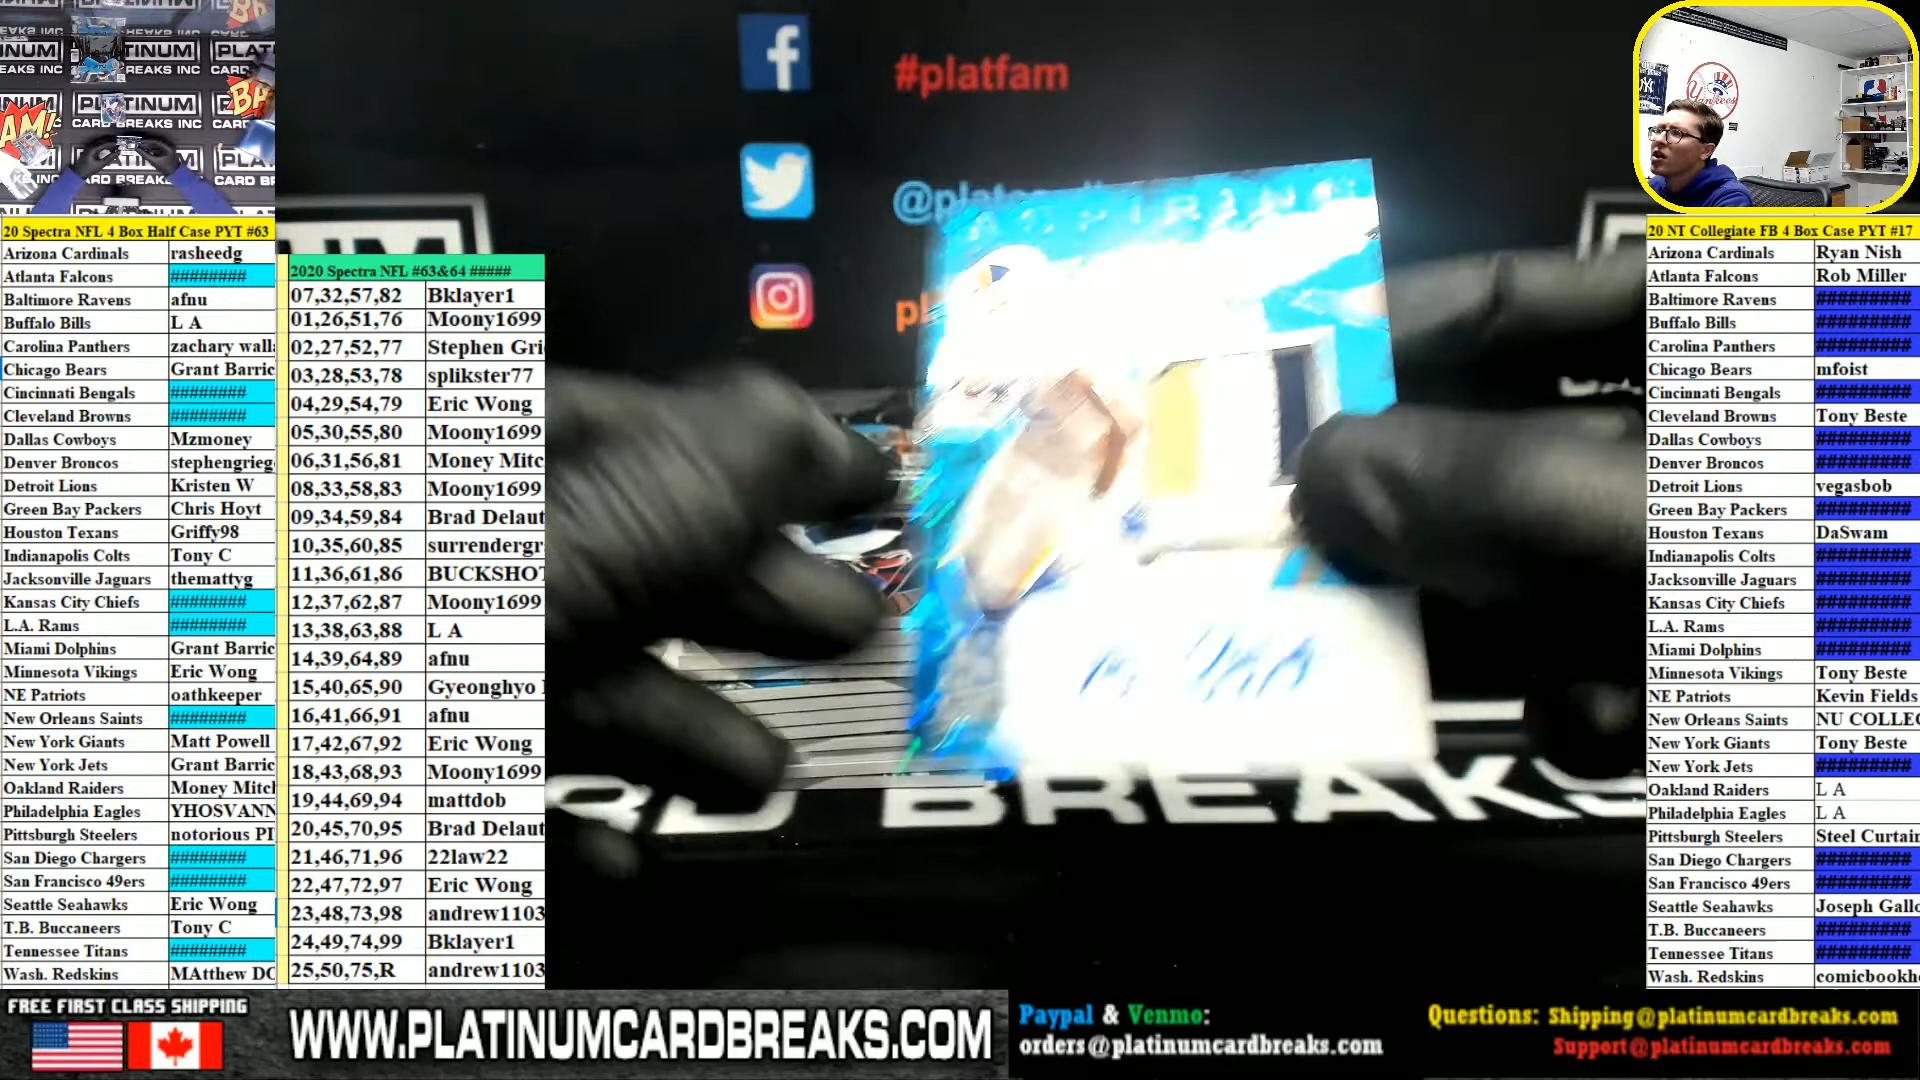 #platfam
20 Spectra NFL 4 Box Half Case PYT #63
Arizona Cardinals rasheedg
Atlanta Falcons ########
Baltimore Ravens afnu
Buffalo Bills L A
Carolina Panthers zachary wall
Chicago Bears Grant Barric
Cincinnati Bengals ########
Cleveland Browns ########
Dallas Cowboys Mzmoney
Denver Broncos stephengrieg
Detroit Lions Kristen W
Green Bay Packers Chris Hoyt
Houston Texans Griffy98
Indianapolis Colts Tony C
Jacksonville Jaguars themattyg
Kansas City Chiefs ########
L.A. Rams ########
Miami Dolphins Grant Barric
Minnesota Vikings Eric Wong
NE Patriots oathkeeper
New Orleans Saints ########
New York Giants Matt Powell
New York Jets Grant Barric
Oakland Raiders Money Mitch
Philadelphia Eagles YHOSVANN
Pittsburgh Steelers notorious PI
San Diego Chargers ########
San Francisco 49ers ########
Seattle Seahawks Eric Wong
T.B. Buccaneers Tony C
Tennessee Titans ########
Wash. Redskins MAtthew DO
2020 Spectra NFL #63&64 #####
07,32,57,82 Bklayer1
01,26,51,76 Moony1699
02,27,52,77 Stephen Gri
03,28,53,78 splikster77
04,29,54,79 Eric Wong
05,30,55,80 Moony1699
06,31,56,81 Money Mitc
08,33,58,83 Moony1699
09,34,59,84 Brad Delaut
10,35,60,85 surrendergr
11,36,61,86 BUCKSHOT
12,37,62,87 Moony1699
13,38,63,88 L A
14,39,64,89 afnu
15,40,65,90 Gyeonghyo
16,41,66,91 afnu
17,42,67,92 Eric Wong
18,43,68,93 Moony1699
19,44,69,94 mattdob
20,45,70,95 Brad Delaut
21,46,71,96 22law22
22,47,72,97 Eric Wong
23,48,73,98 andrew1103
24,49,74,99 Bklayer1
25,50,75,R andrew1103
BREAKS
20 NT Collegiate FB 4 Box Case PYT #17
Arizona Cardinals Ryan Nish
Atlanta Falcons Rob Miller
Baltimore Ravens #########
Buffalo Bills #########
Carolina Panthers #########
Chicago Bears mfoist
Cincinnati Bengals #########
Cleveland Browns Tony Beste
Dallas Cowboys #########
Denver Broncos #########
Detroit Lions vegasbob
Green Bay Packers #########
Houston Texans DaSwam
Indianapolis Colts #########
Jacksonville Jaguars #########
Kansas City Chiefs #########
L.A. Rams #########
Miami Dolphins #########
Minnesota Vikings Tony Beste
NE Patriots Kevin Fields
New Orleans Saints NU COLLEC
New York Giants Tony Beste
New York Jets #########
Oakland Raiders L A
Philadelphia Eagles L A
Pittsburgh Steelers Steel Curtain
San Diego Chargers #########
San Francisco 49ers #########
Seattle Seahawks Joseph Gallo
T.B. Buccaneers #########
Tennessee Titans #########
Wash. Redskins comicbookhe
FREE FIRST CLASS SHIPPING
WWW.PLATINUMCARDBREAKS.COM
Paypal & Venmo:
orders@platinumcardbreaks.com
Questions: Shipping@platinumcardbreaks.com
Support@platinumcardbreaks.com